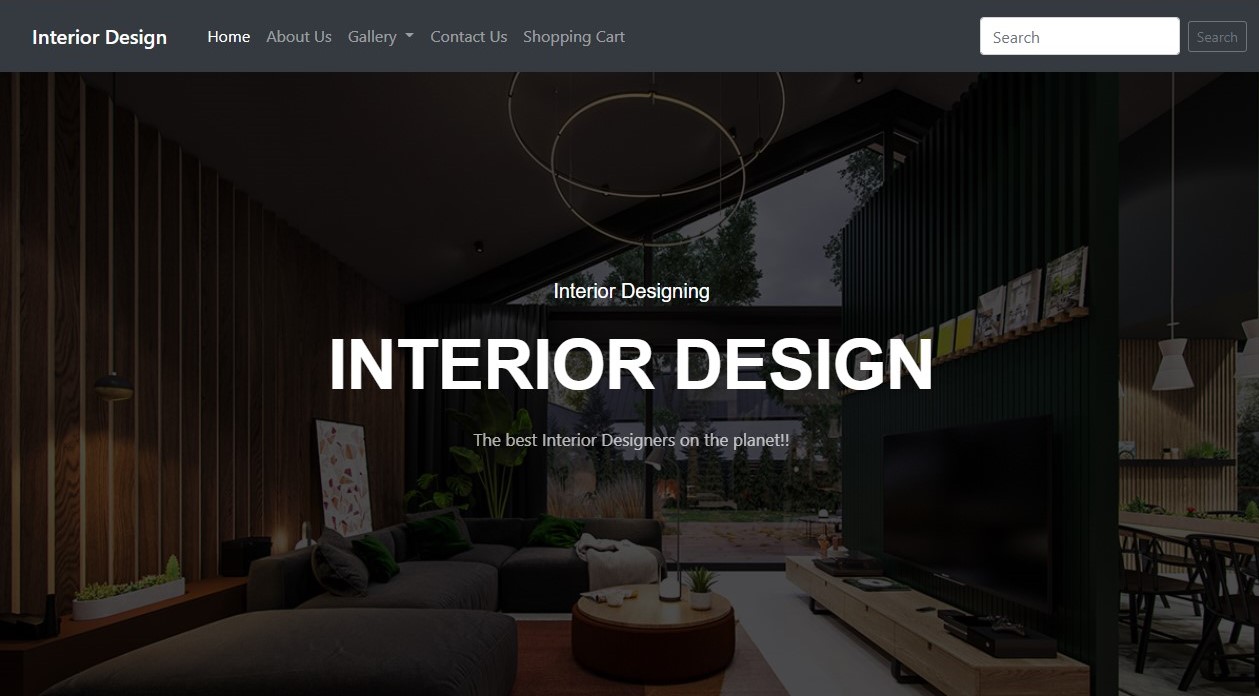 Interior Design Home About Us Gallery Contact Us Shopping Cart Search Search
Interior Designing
INTERIOR DESIGN
The best Interior Designers on the planet!!